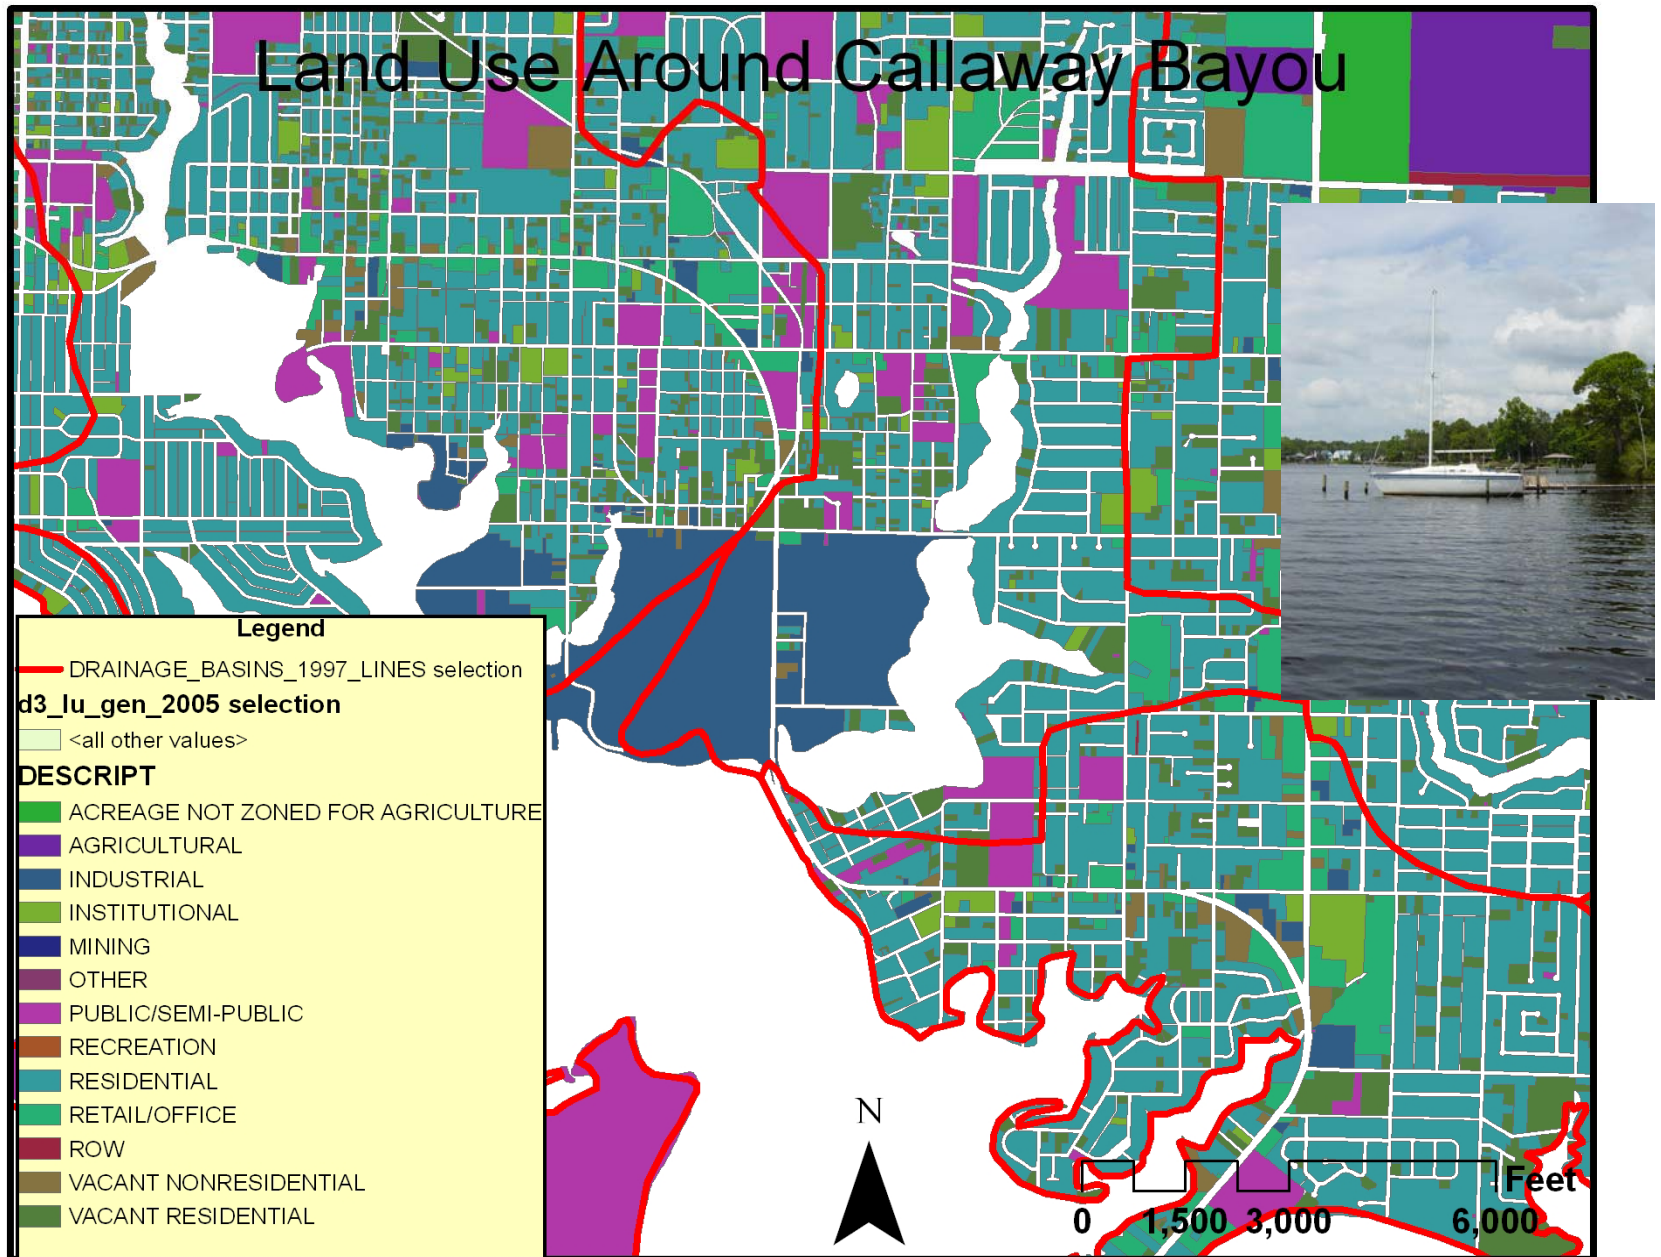 Land Use Around Callaway Bayou
Legend
DRAINAGE_BASINS_1997_LINES selection
d3_lu_gen_2005 selection
<all other values>
DESCRIPT
ACREAGE NOT ZONED FOR AGRICULTURE
AGRICULTURAL
INDUSTRIAL
INSTITUTIONAL
MINING
OTHER
PUBLIC/SEMI-PUBLIC
RECREATION
RESIDENTIAL
RETAIL/OFFICE
ROW
VACANT NONRESIDENTIAL
VACANT RESIDENTIAL
N
Feet
0 1,500 3,000 6,000